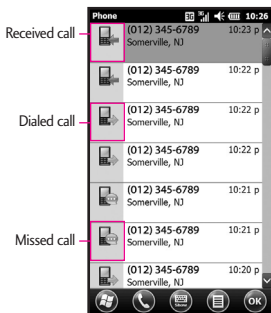 Phone 10:26
Received call
(012) 345-6789 10:23 p
Somerville, NJ
(012) 345-6789 10:22 p
Somerville, NJ
Dialed call
(012) 345-6789 10:22 p
Somerville, NJ
(012) 345-6789 10:22 p
Somerville, NJ
(012) 345-6789 10:21 p
Somerville, NJ
Missed call
(012) 345-6789 10:21 p
Somerville, NJ
(012) 345-6789 10:20 p
Somerville, NJ
OK